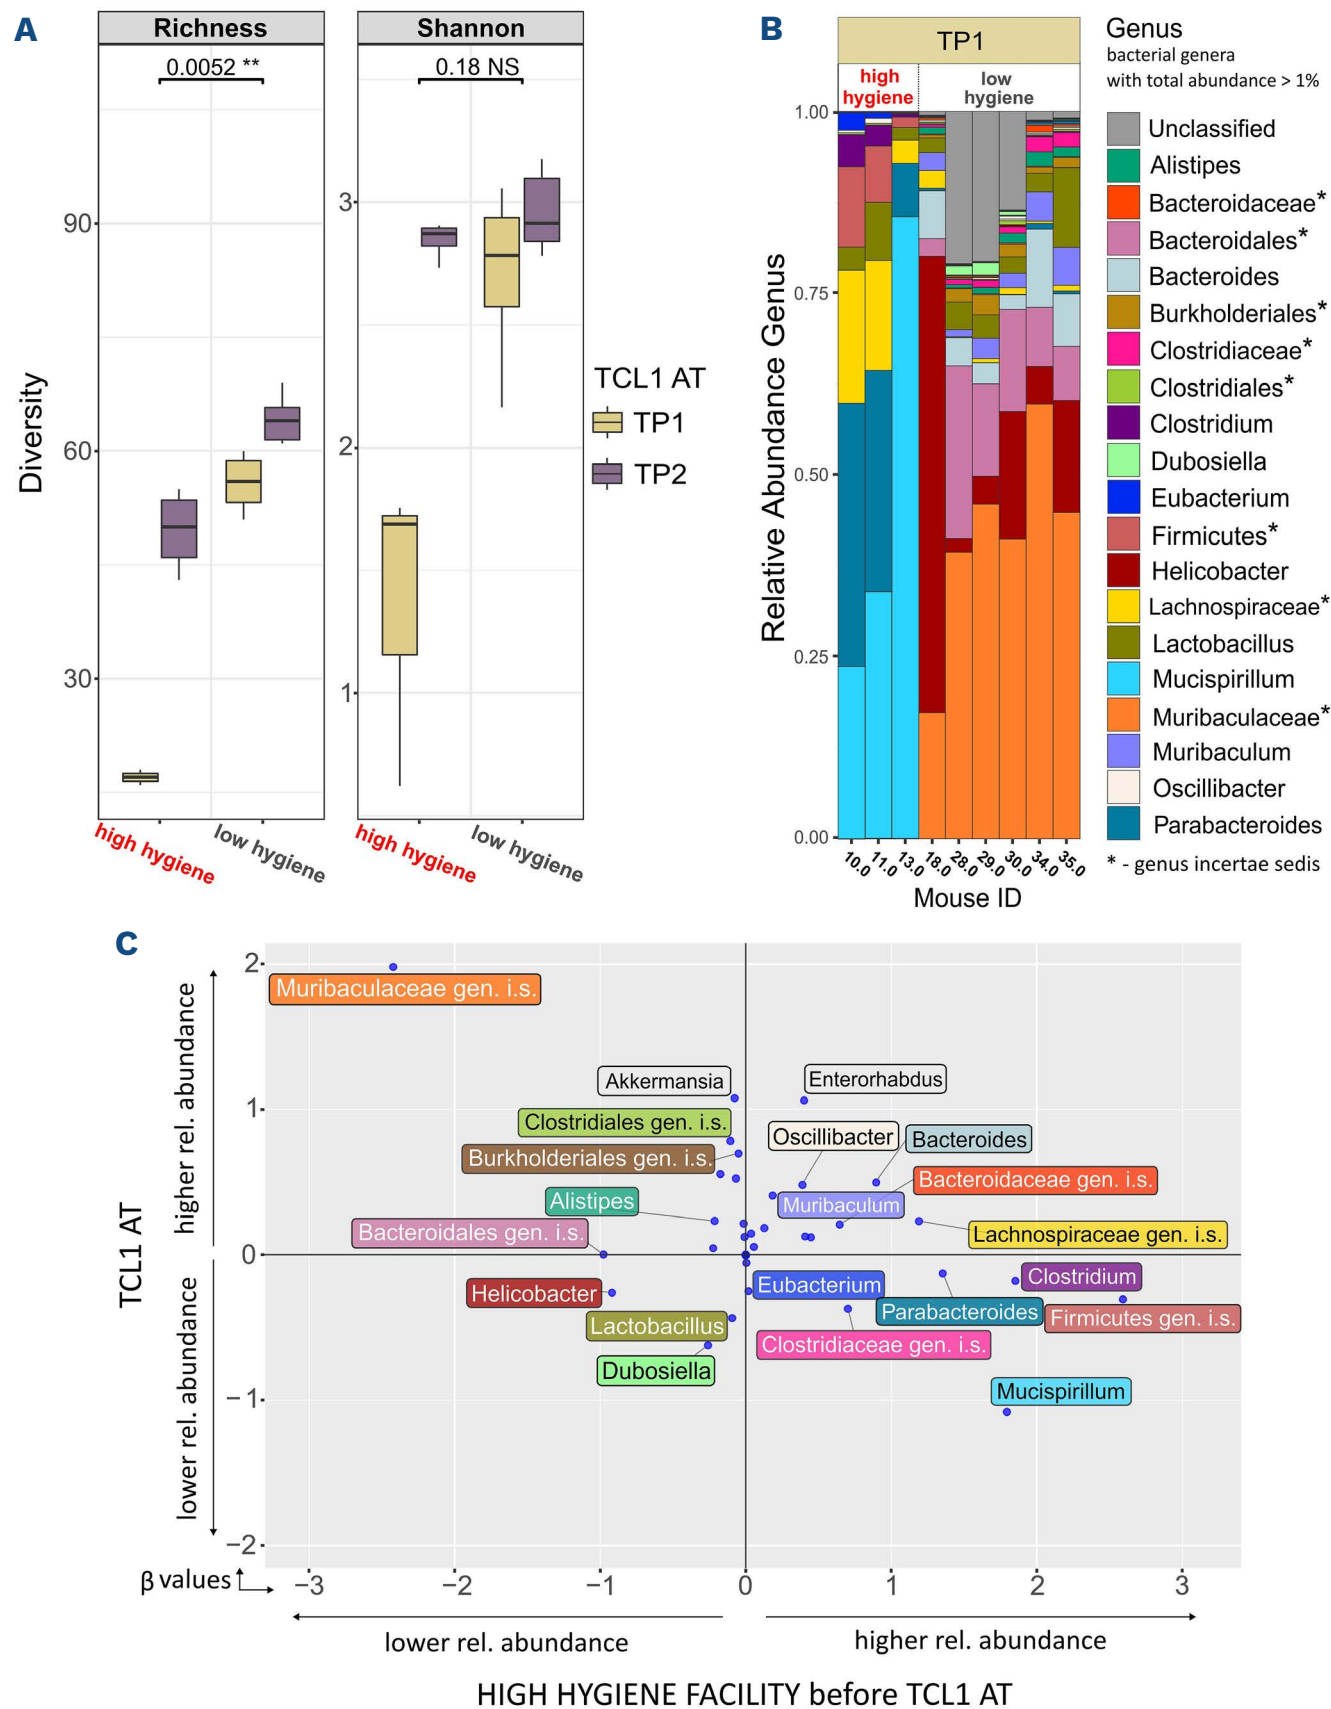 A
Richness
Shannon
0.0052 **
0.18 NS
Diversity
90
60
30
3
2
1
high hygiene
low hygiene
high hygiene
low hygiene
TCL1 AT
TP1
TP2
B
TP1
high
hygiene
low
hygiene
Relative Abundance Genus
1.00
0.75
0.50
0.25
0.00
10.0
11.0
13.0
18.0
28.0
29.0
30.0
34.0
35.0
Mouse ID
Genus
bacterial genera
with total abundance > 1%
Unclassified
Alistipes
Bacteroidaceae*
Bacteroidales*
Bacteroides
Burkholderiales*
Clostridiaceae*
Clostridiales*
Clostridium
Dubosiella
Eubacterium
Firmicutes*
Helicobacter
Lachnospiraceae*
Lactobacillus
Mucispirillum
Muribaculaceae*
Muribaculum
Oscillibacter
Parabacteroides
* - genus incertae sedis
C
TCL1 AT
higher rel. abundance
lower rel. abundance
2
1
0
−1
−2
Muribaculaceae gen. i.s.
Akkermansia
Enterorhabdus
Clostridiales gen. i.s.
Oscillibacter
Bacteroides
Burkholderiales gen. i.s.
Bacteroidaceae gen. i.s.
Alistipes
Muribaculum
Bacteroidales gen. i.s.
Lachnospiraceae gen. i.s.
Helicobacter
Eubacterium
Clostridium
Parabacteroides
Firmicutes gen. i.s.
Lactobacillus
Clostridiaceae gen. i.s.
Dubosiella
Mucispirillum
β values
−3
−2
−1
0
1
2
3
lower rel. abundance
higher rel. abundance
HIGH HYGIENE FACILITY before TCL1 AT